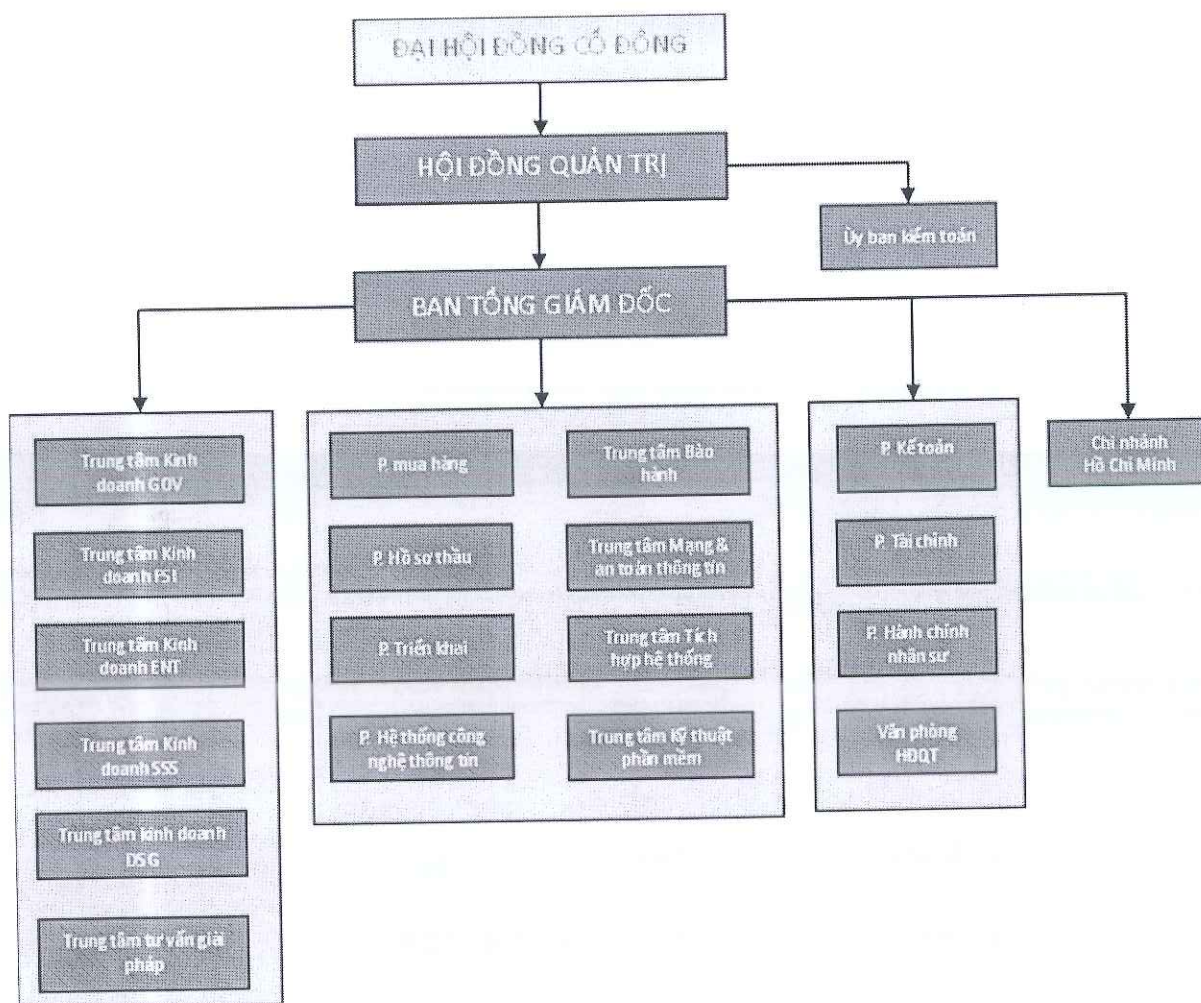 ĐẠI HỘI ĐỒNG CỔ ĐÔNG
HỘI ĐỒNG QUẢN TRỊ
Ủy ban kiểm toán
BAN TỔNG GIÁM ĐỐC
Trung tâm Kinh
doanh GOV
Trung tâm Kinh
doanh FSI
Trung tâm Kinh
doanh ENT
Trung tâm Kinh
doanh SSS
Trung tâm kinh doanh
DSG
Trung tâm tư vấn giải
pháp
P. mua hàng
P. Hồ sơ thầu
P. Triển khai
P. Hệ thống công
nghệ thông tin
Trung tâm Bảo
hành
Trung tâm Mạng &
an toàn thông tin
Trung tâm Tích
hợp hệ thống
Trung tâm Kỹ thuật
phần mềm
P. Kế toán
P. Tài chính
P. Hành chính
nhân sự
Văn phòng
HĐQT
Chi nhánh
Hồ Chí Minh